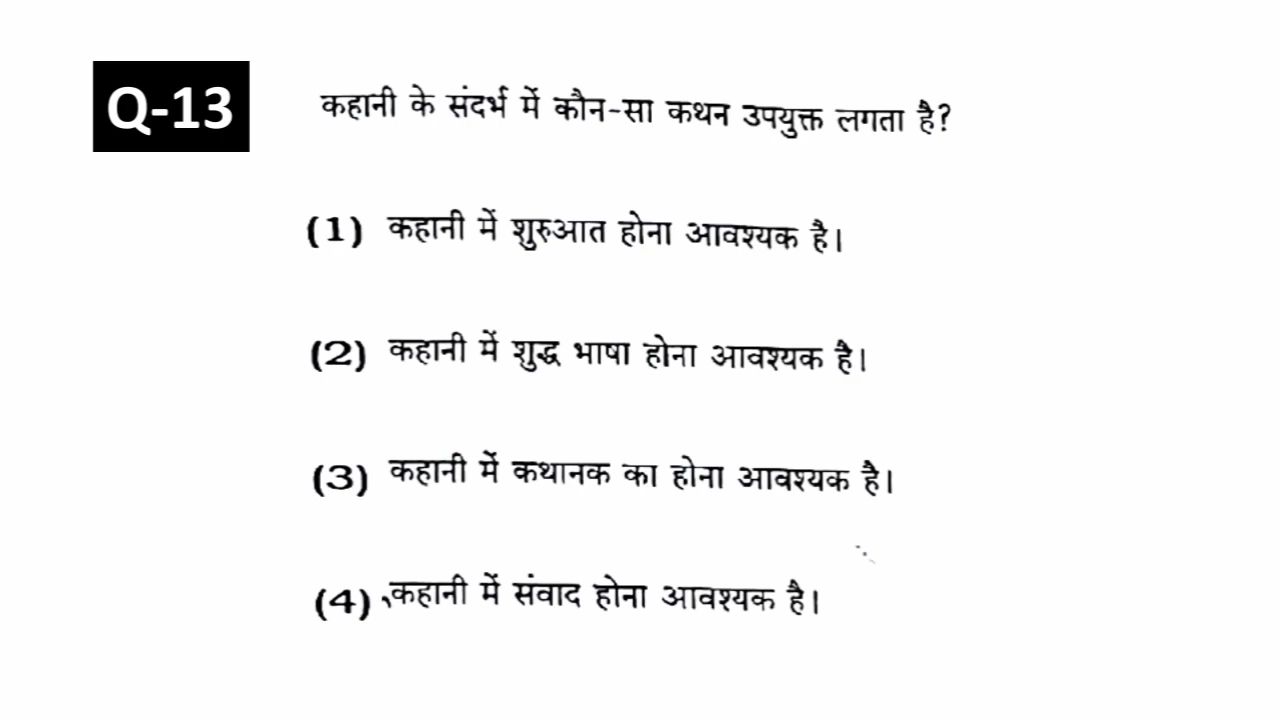 Q-13
कहानी के संदर्भ में कौन-सा कथन उपयुक्त लगता है?
(1) कहानी में शुरुआत होना आवश्यक है।
(2) कहानी में शुद्ध भाषा होना आवश्यक है।
(3) कहानी में कथानक का होना आवश्यक है।
(4) कहानी में संवाद होना आवश्यक है।